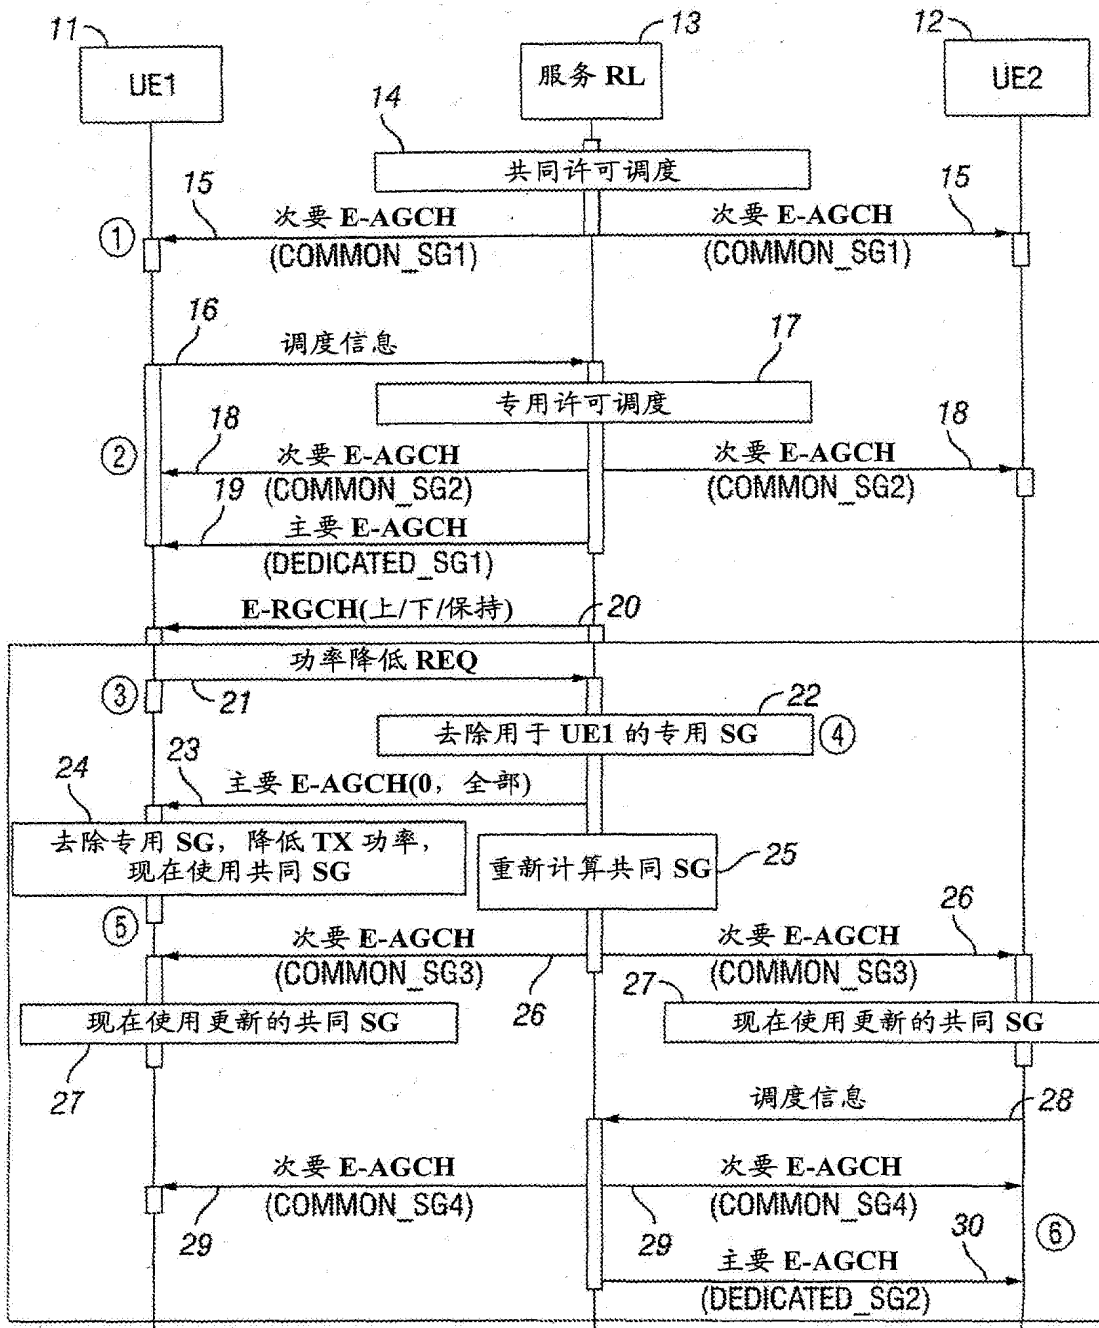 11
13
12
UE1
服务 RL
UE2
14
共同许可调度
15
次要 E-AGCH
次要 E-AGCH
15
①
(COMMON_SG1)
(COMMON_SG1)
16
调度信息
17
专用许可调度
18
18
②
次要 E-AGCH
次要 E-AGCH
(COMMON_SG2)
(COMMON_SG2)
19
主要 E-AGCH
(DEDICATED_SG1)
E-RGCH(上/下/保持)
20
功率降低 REQ
③
21
22
去除用于 UE1 的专用 SG
④
23
24
主要 E-AGCH(0，全部)
去除专用 SG，降低 TX 功率，
现在使用共同 SG
重新计算共同 SG
25
⑤
次要 E-AGCH
次要 E-AGCH
26
(COMMON_SG3)
26
(COMMON_SG3)
27
现在使用更新的共同 SG
现在使用更新的共同 SG
27
调度信息
28
次要 E-AGCH
次要 E-AGCH
(COMMON_SG4)
(COMMON_SG4)
29
29
⑥
30
主要 E-AGCH
(DEDICATED_SG2)